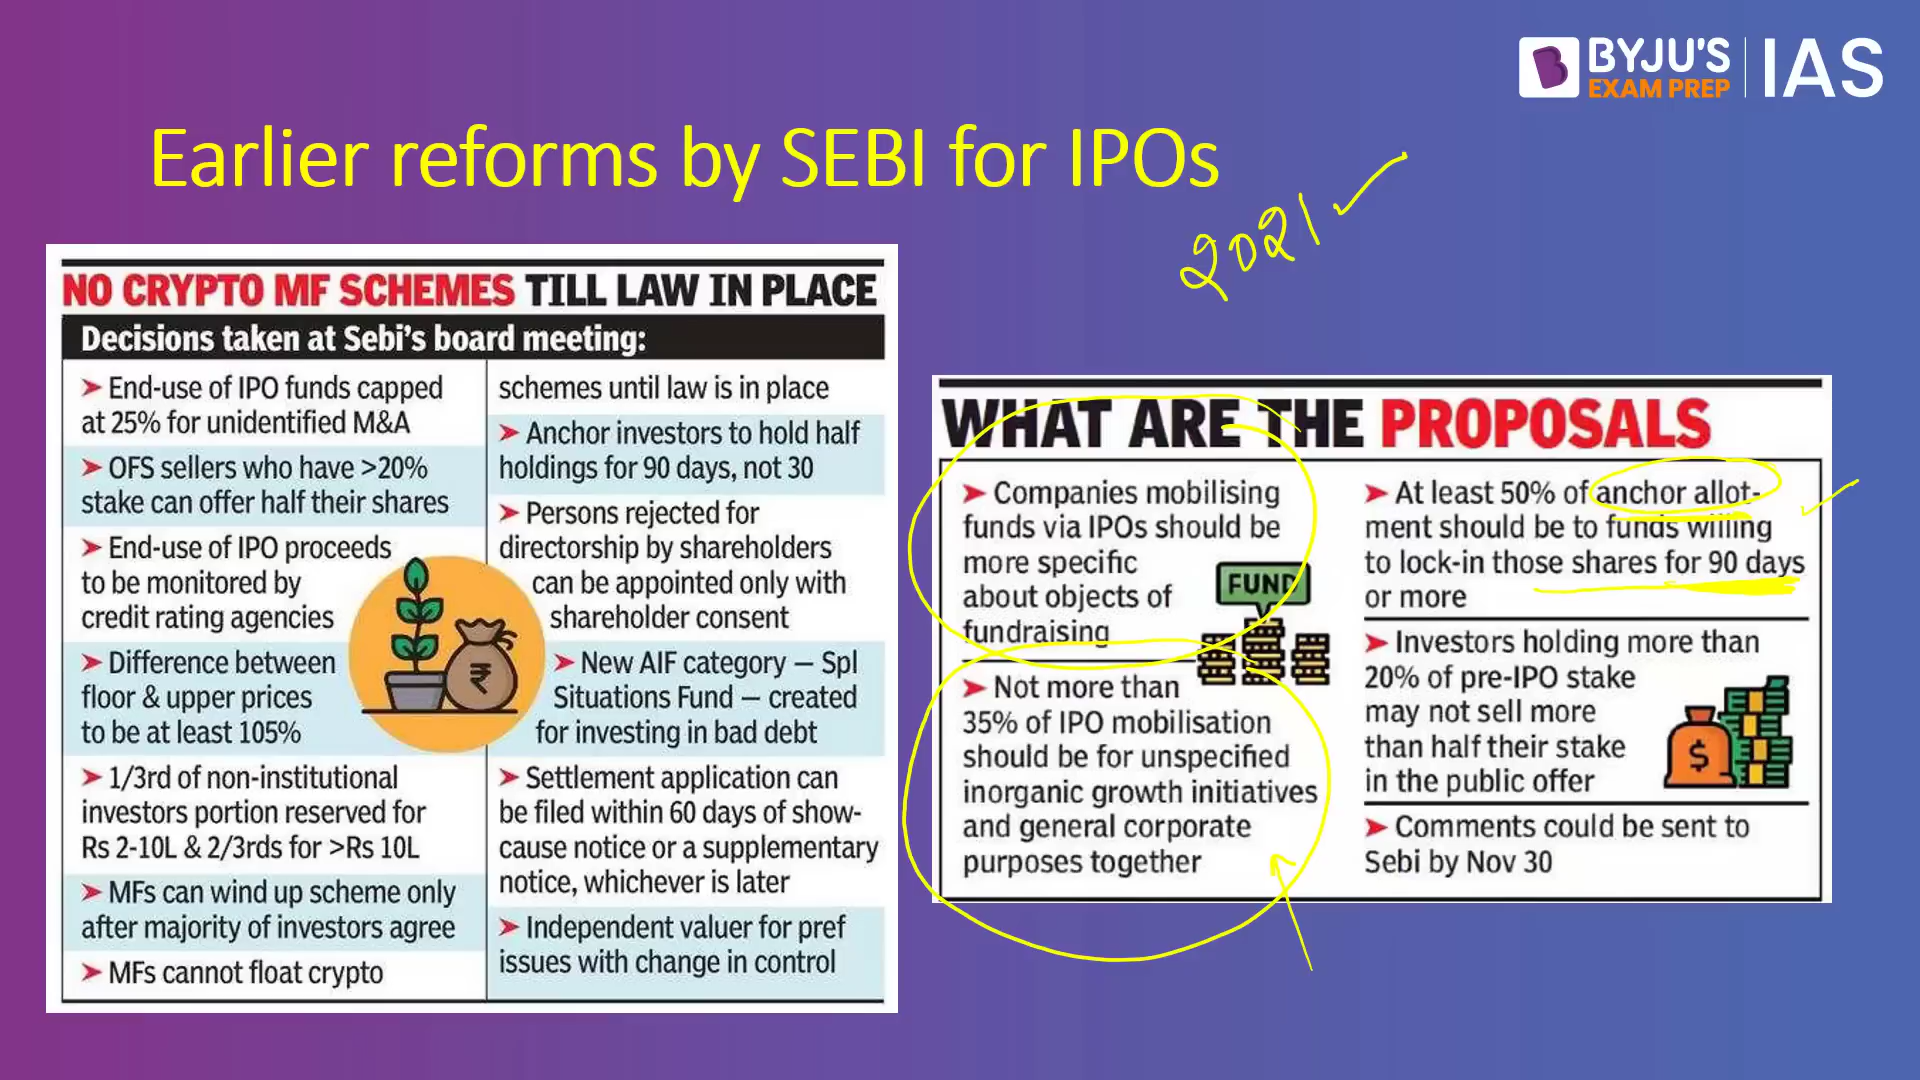 BYJU'S
EXAM PREP
IAS
Earlier reforms by SEBI for IPOs
2021
NO CRYPTO MF SCHEMES TILL LAW IN PLACE
Decisions taken at Sebi's board meeting:
➤ End-use of IPO funds capped
at 25% for unidentified M&A
➤ OFS sellers who have >20%
stake can offer half their shares
➤ End-use of IPO proceeds
to be monitored by
credit rating agencies
➤ Difference between
floor & upper prices
to be at least 105%
➤ 1/3rd of non-institutional
investors portion reserved for
Rs 2-10L & 2/3rds for >Rs 10L
➤ MFs can wind up scheme only
after majority of investors agree
➤ MFs cannot float crypto
schemes until law is in place
➤ Anchor investors to hold half
holdings for 90 days, not 30
➤ Persons rejected for
directorship by shareholders
can be appointed only with
shareholder consent
➤ New AIF category — Spl
Situations Fund — created
for investing in bad debt
➤ Settlement application can
be filed within 60 days of show-
cause notice or a supplementary
notice, whichever is later
➤ Independent valuer for pref
issues with change in control
WHAT ARE THE PROPOSALS
➤ Companies mobilising
funds via IPOs should be
more specific
about objects of
fundraising
FUND
➤ Not more than
35% of IPO mobilisation
should be for unspecified
inorganic growth initiatives
and general corporate
purposes together
➤ At least 50% of anchor allot-
ment should be to funds willing
to lock-in those shares for 90 days
or more
➤ Investors holding more than
20% of pre-IPO stake
may not sell more
than half their stake
in the public offer
➤ Comments could be sent to
Sebi by Nov 30